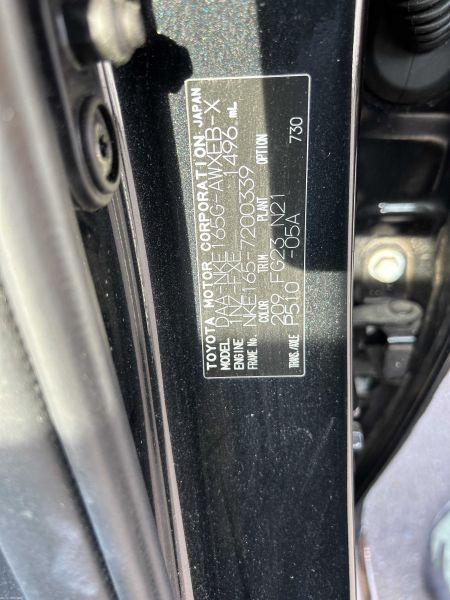 TOYOTA MOTOR CORPORATION JAPAN
MODEL DAA-NKE165G-AWXEB-X
ENGINE 1NZ-FXE 1496 mL
FRAME No. NKE165-7200339
COLOR TRIM PLANT OPTION
209 FG23 N21 730
TRANS./AXLE P510 -05A